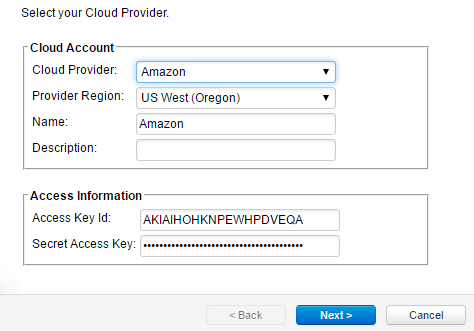 Select your Cloud Provider.
Cloud Account
Cloud Provider: Amazon
Provider Region: US West (Oregon)
Name: Amazon
Description:
Access Information
Access Key Id: AKIAIHOHKNPEWHPDVEQA
Secret Access Key: ••••••••••••••••••••••••••••••••••••••••
< Back Next > Cancel